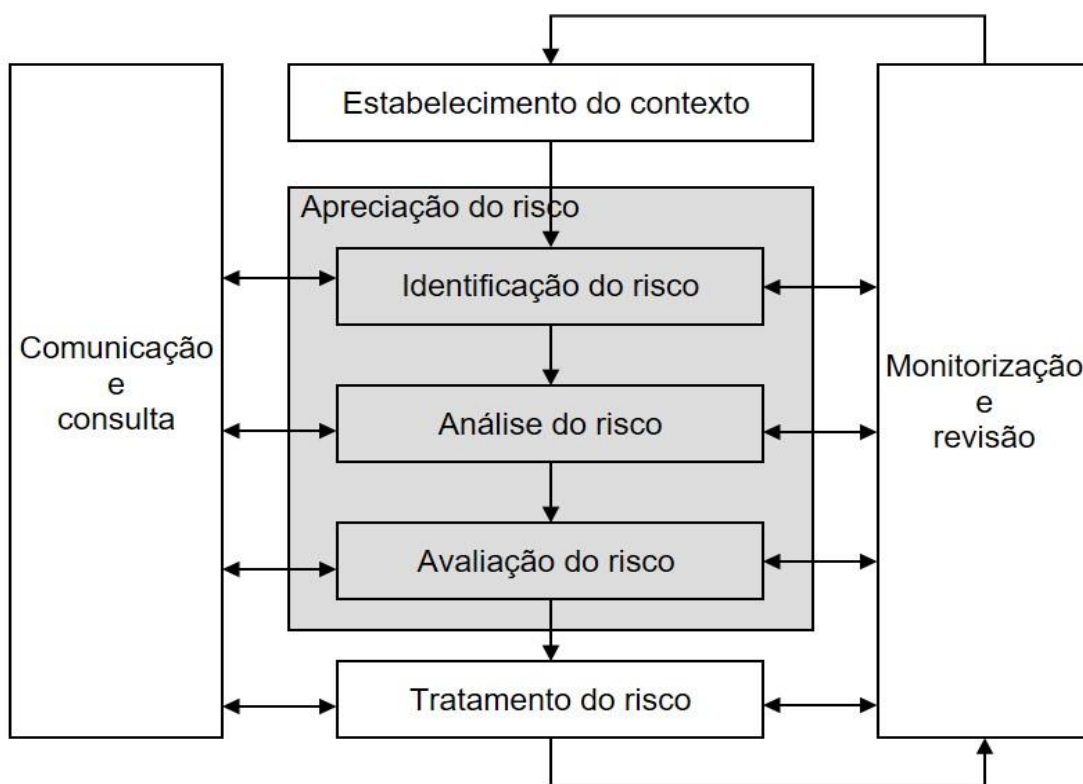 Estabelecimento do contexto
Apreciação do risco
Identificação do risco
Comunicação
e
consulta
Análise do risco
Monitorização
e
revisão
Avaliação do risco
Tratamento do risco